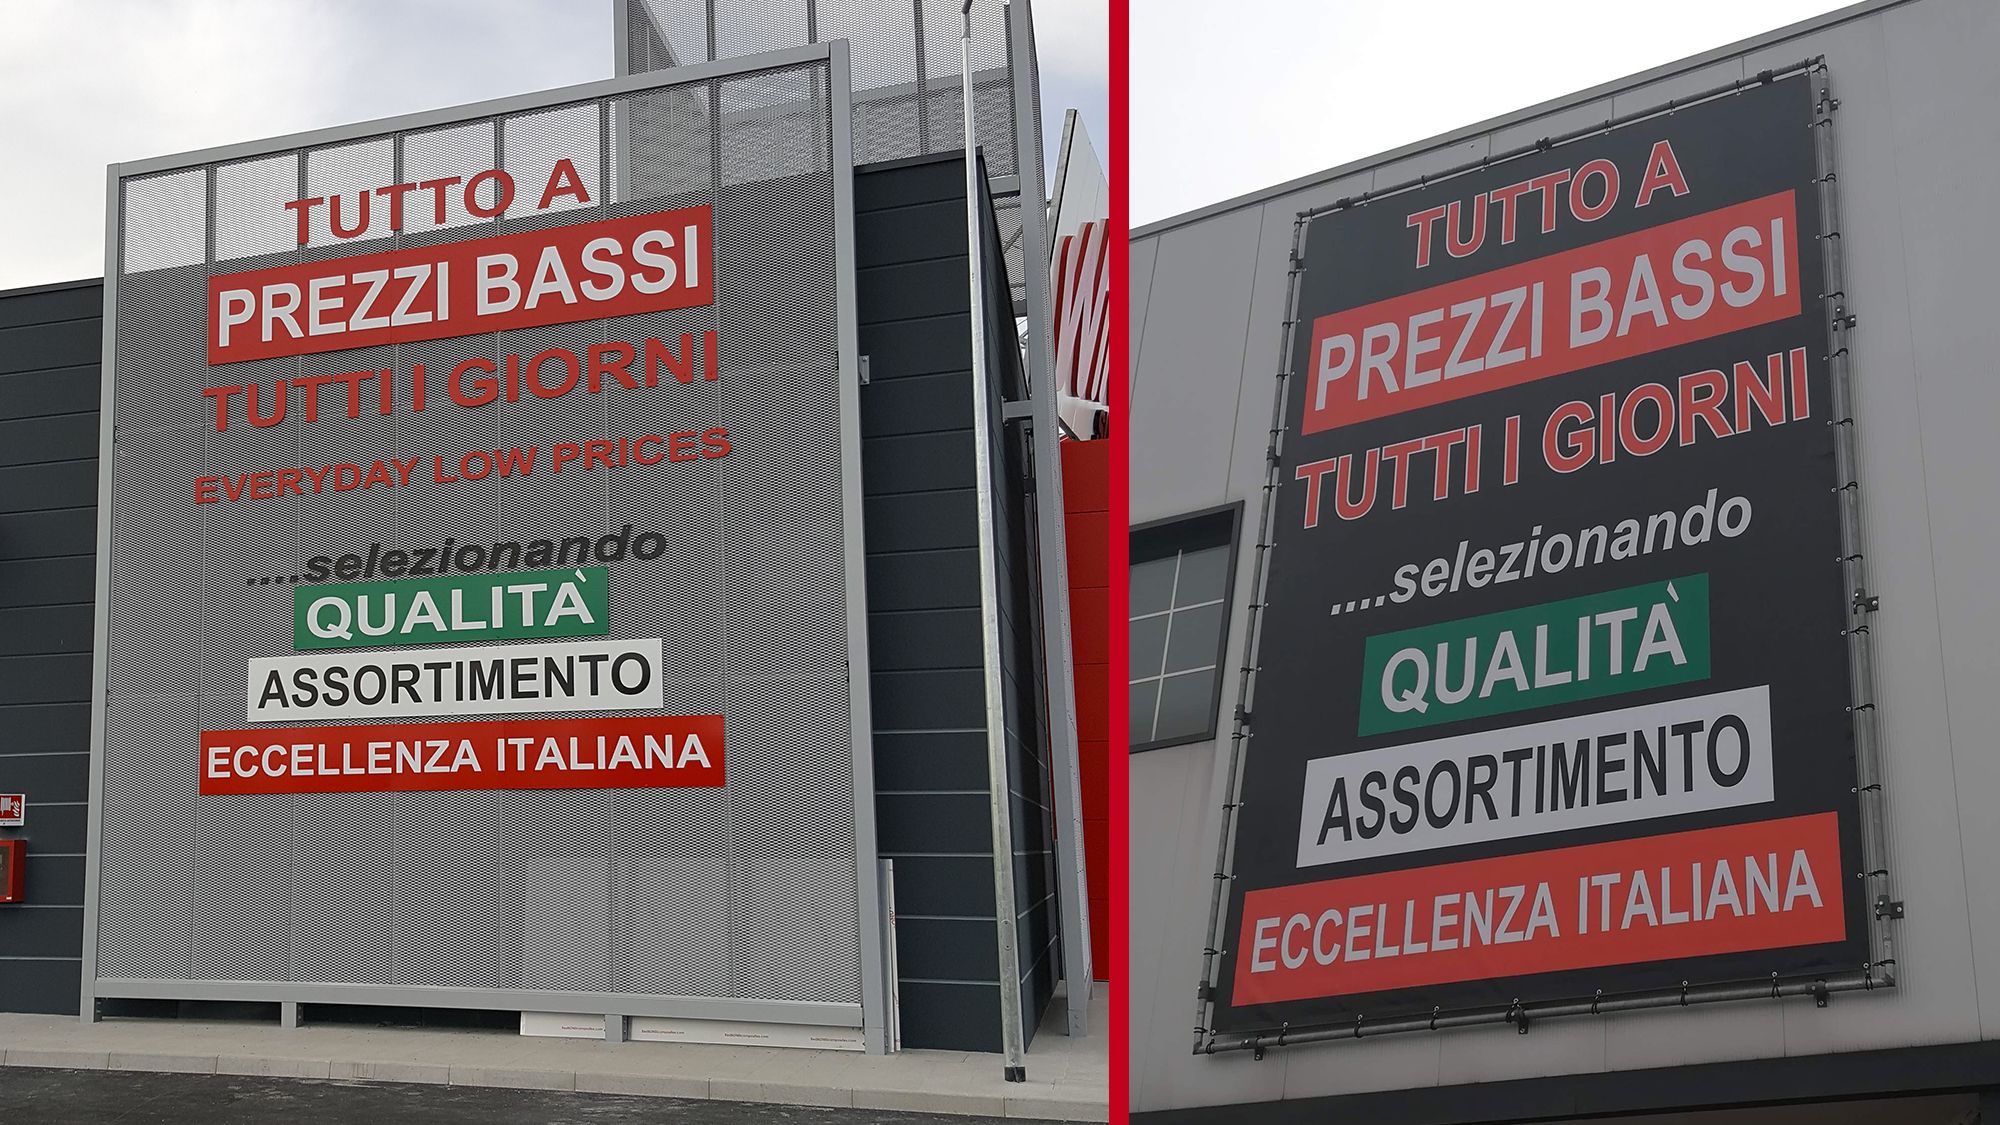 TUTTO A
PREZZI BASSI
TUTTI I GIORNI
EVERYDAY LOW PRICES
....selezionando
QUALITÀ
ASSORTIMENTO
ECCELLENZA ITALIANA
TUTTO A
PREZZI BASSI
TUTTI I GIORNI
....selezionando
QUALITÀ
ASSORTIMENTO
ECCELLENZA ITALIANA